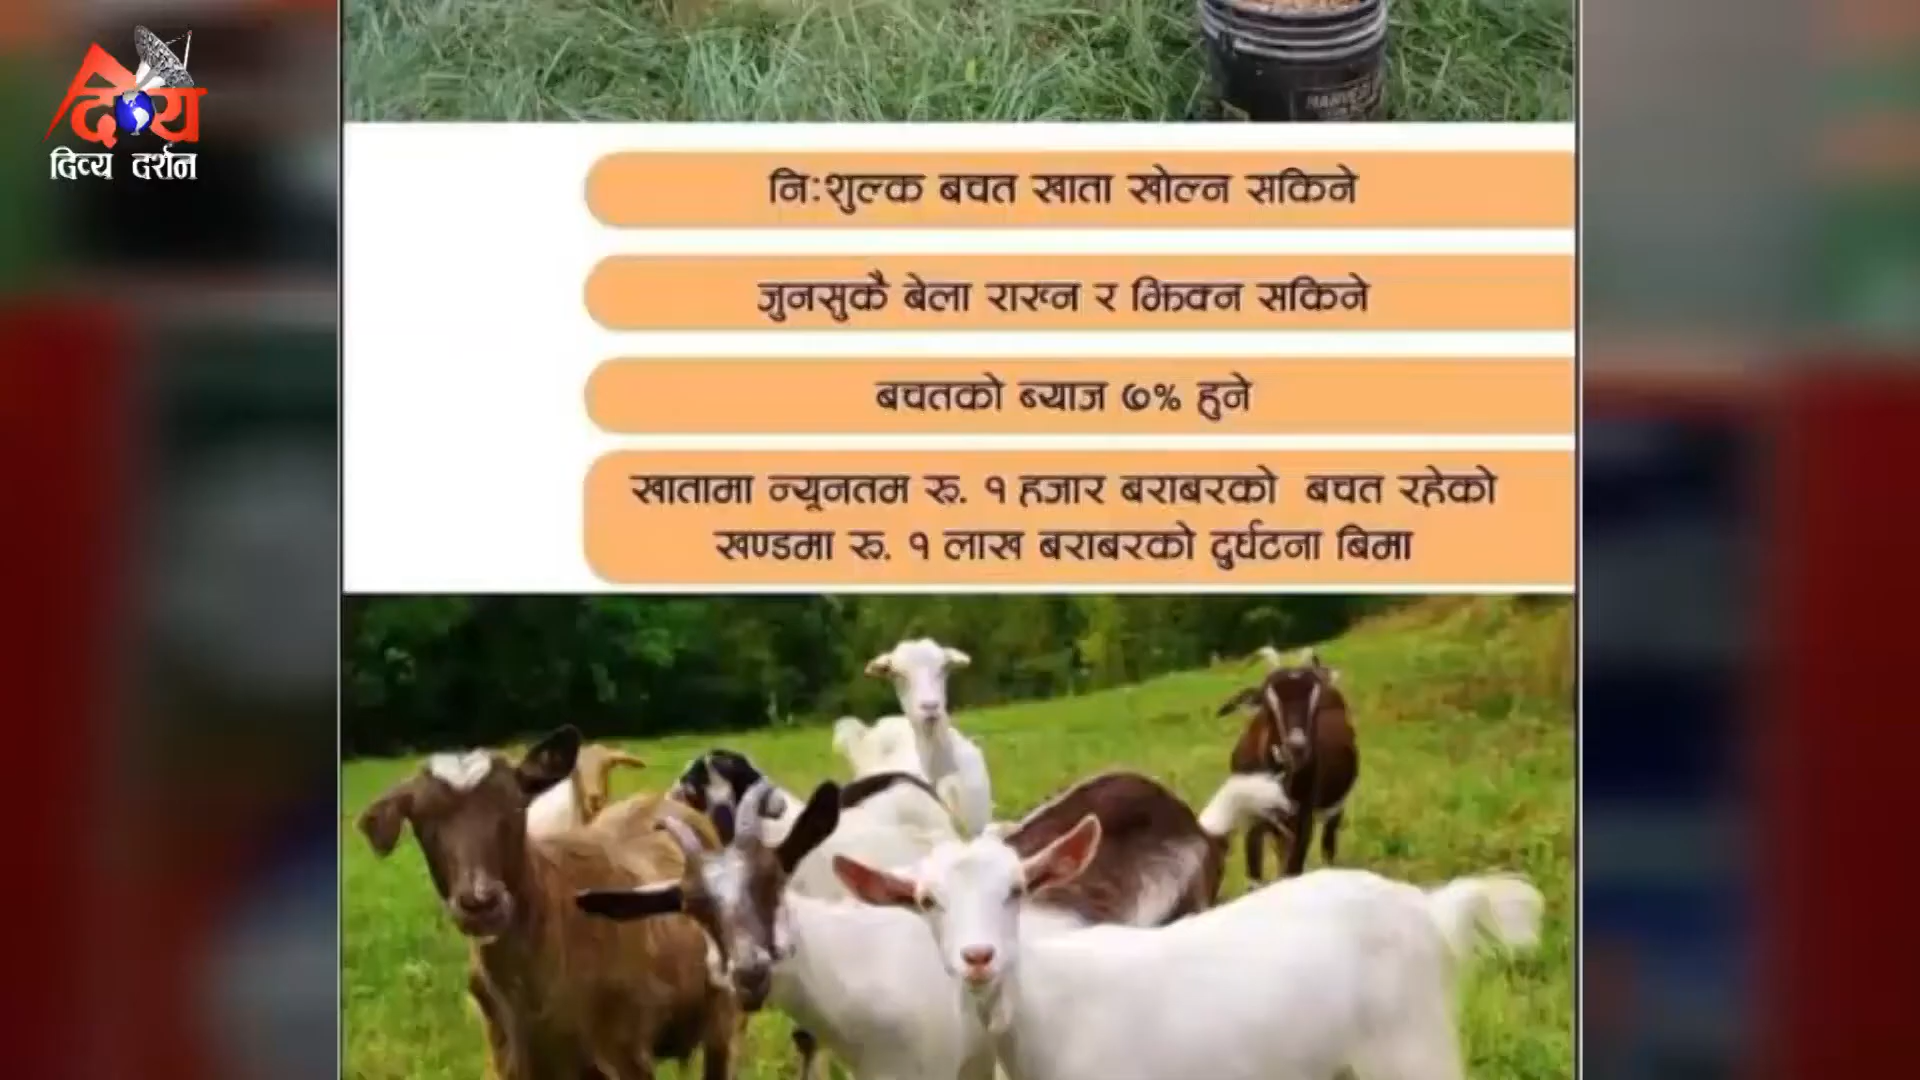 दिव्य
दिव्य दर्शन
नि:शुल्क बचत खाता खोल्न सकिने
जुनसुकै बेला राख्न र झिक्न सकिने
बचतको ब्याज ७% हुने
खातामा न्यूनतम रु. १ हजार बराबरको बचत रहेको
खण्डमा रु. १ लाख बराबरको दुर्घटना बिमा